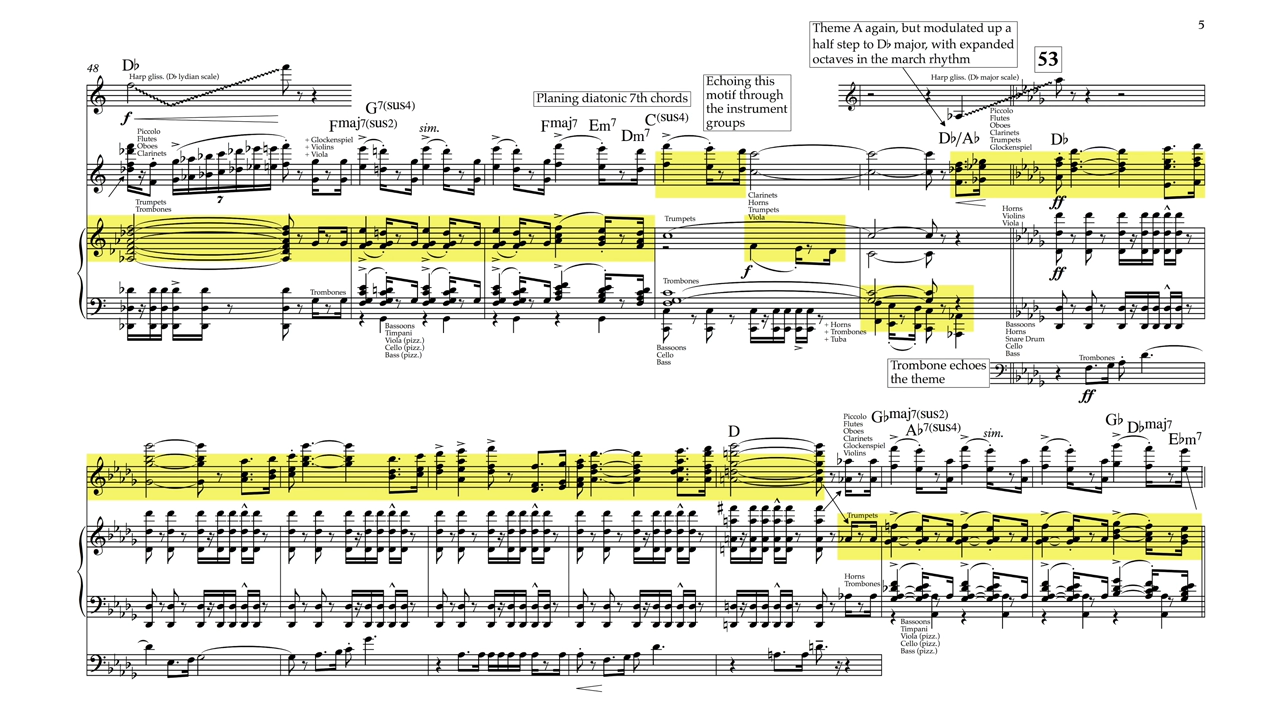 5
Theme A again, but modulated up a
half step to D♭ major, with expanded
octaves in the march rhythm
53
48
D♭
Harp gliss. (D♭ lydian scale)
f
Planing diatonic 7th chords
Echoing this
motif through
the instrument
groups
Harp gliss. (D♭ major scale)
Piccolo
Flutes
Oboes
Clarinets
7
+ Glockenspiel
+ Violins
+ Viola
Fmaj7(sus2)
G7(sus4)
sim.
Fmaj7
Em7
Dm7
C(sus4)
D♭/A♭
Piccolo
Flutes
Oboes
Clarinets
Trumpets
Glockenspiel
D♭
ff
Trumpets
Trombones
Trumpets
Clarinets
Horns
Trumpets
Viola
f
Horns
Violins
Viola
ff
Trombones
Bassoons
Timpani
Viola (pizz.)
Cello (pizz.)
Bass (pizz.)
Trombones
Bassoons
Cello
Bass
+ Horns
+ Trombones
+ Tuba
Bassoons
Horns
Snare Drum
Cello
Bass
Trombone echoes
the theme
Trombones
ff
D
Piccolo
Flutes
Oboes
Clarinets
Glockenspiel
Violins
G♭maj7(sus2)
A♭7(sus4)
sim.
G♭
D♭maj7
E♭m7
Trumpets
Horns
Trombones
Bassoons
Timpani
Viola (pizz.)
Cello (pizz.)
Bass (pizz.)